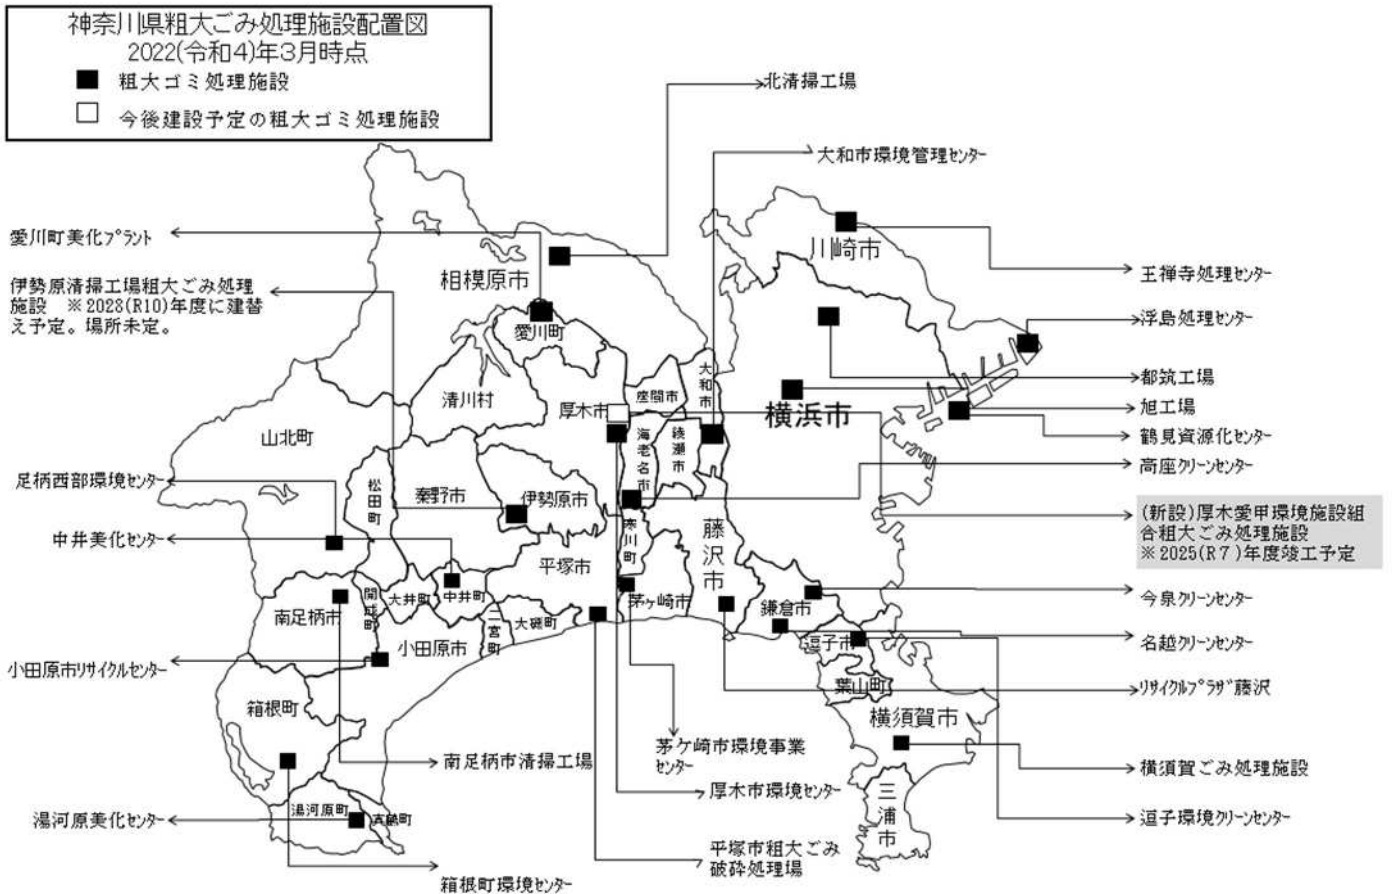 神奈川県粗大ごみ処理施設配置図
2022(令和4)年3月時点
粗大ゴミ処理施設
今後建設予定の粗大ゴミ処理施設
北清掃工場
大和市環境管理センター
愛川町美化プラント
伊勢原清掃工場粗大ごみ処理
施設 ※2028(R10)年度に建替
え予定。場所未定。
足柄西部環境センター
中井美化センター
小田原市リサイクルセンター
湯河原美化センター
南足柄市清掃工場
箱根町環境センター
茅ケ崎市環境事業
センター
厚木市環境センター
平塚市粗大ごみ
破砕処理場
王禅寺処理センター
浮島処理センター
都筑工場
旭工場
鶴見資源化センター
高座クリーンセンター
(新設)厚木愛甲環境施設組
合粗大ごみ処理施設
※2025(R7)年度竣工予定
今泉クリーンセンター
名越クリーンセンター
リサイクルプラザ藤沢
横須賀ごみ処理施設
逗子環境クリーンセンター
相模原市
川崎市
愛川町
清川村
厚木市
座間市
大和市
横浜市
山北町
海老名市
綾瀬市
松田町
秦野市
伊勢原市
寒川町
藤沢市
平塚市
茅ヶ崎市
鎌倉市
南足柄市
開成町
大井町
中井町
二宮町
大磯町
小田原市
逗子市
葉山町
横須賀市
箱根町
三浦市
湯河原町
真鶴町